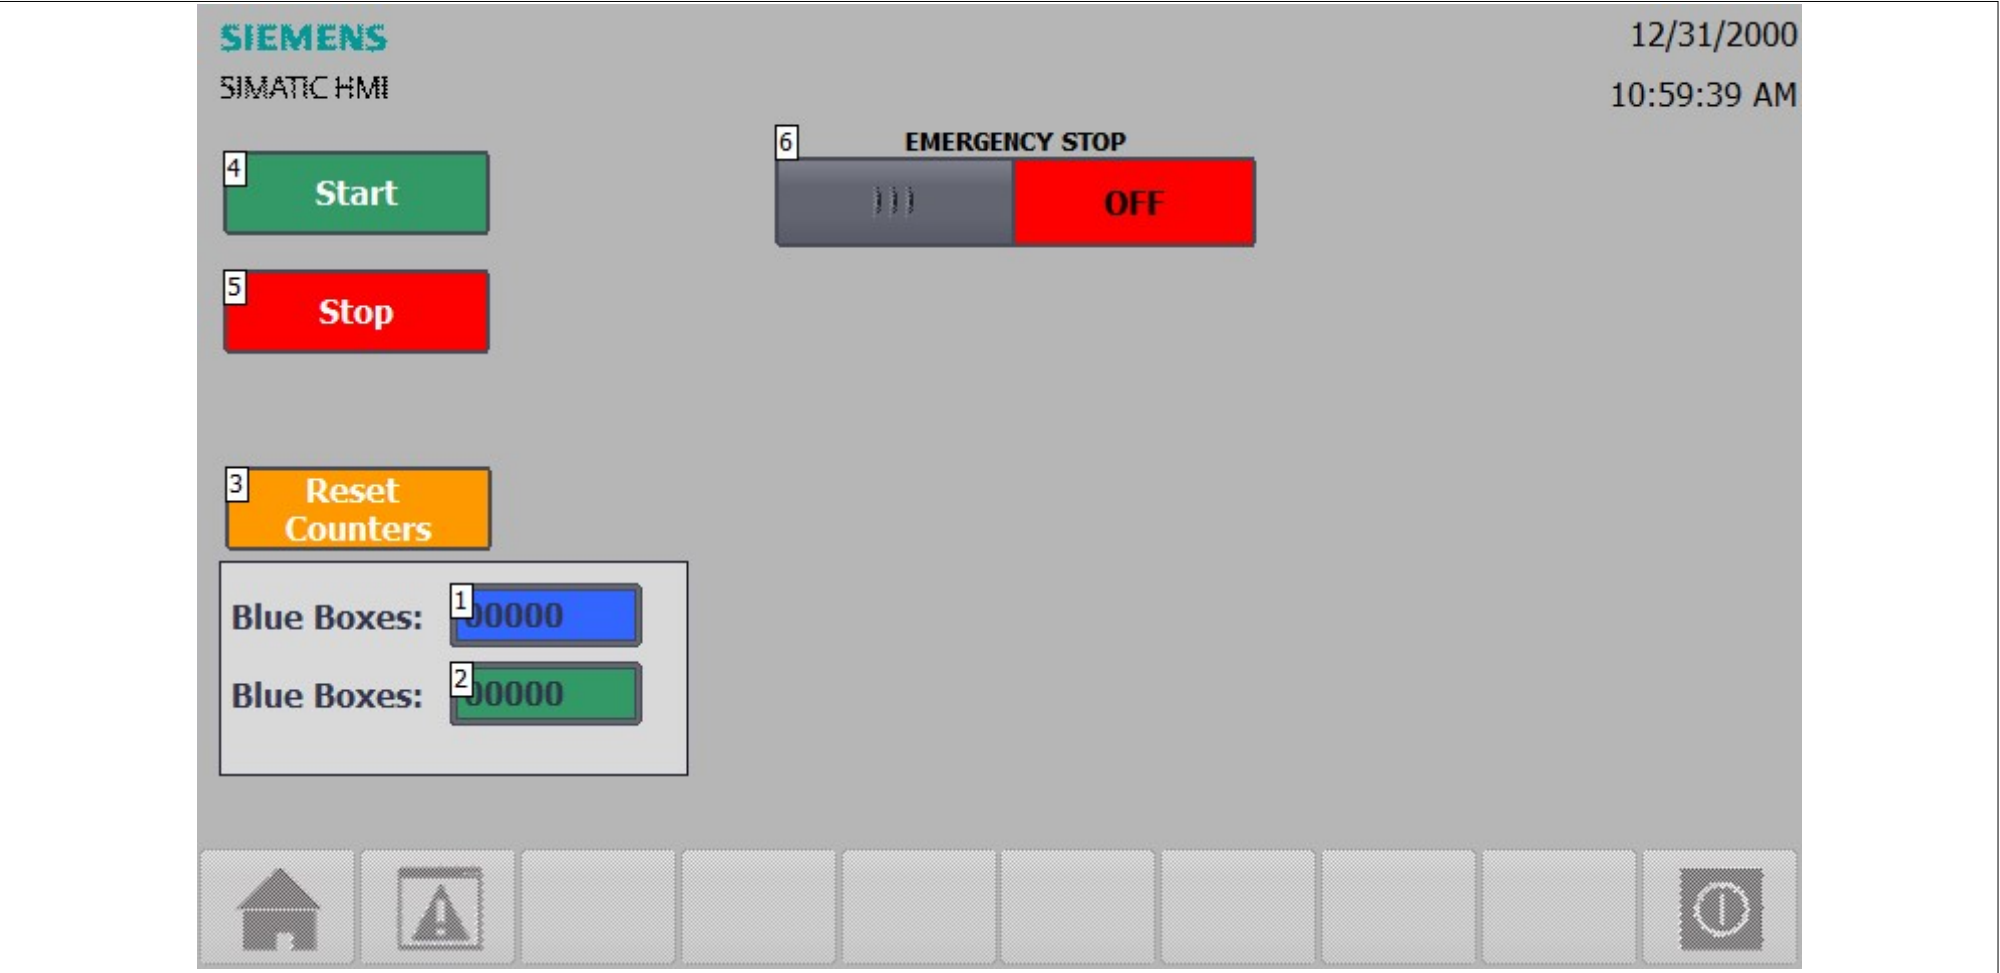 SIEMENS
12/31/2000
SIMATIC HMI
10:59:39 AM
6 EMERGENCY STOP
4
Start
OFF
5
Stop
3 Reset
Counters
Blue Boxes: 1 00000
Blue Boxes: 2 00000